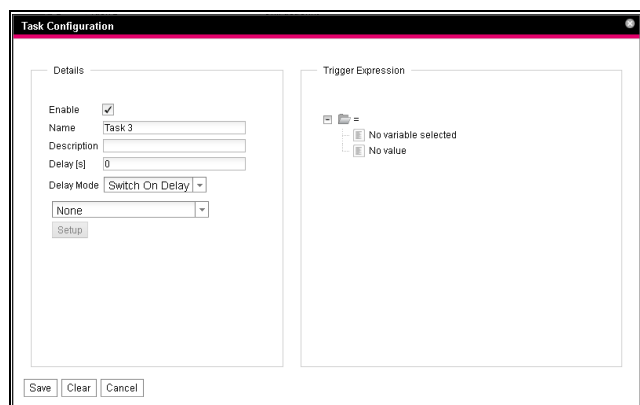 Task Configuration
Details
Enable
Name Task 3
Description
Delay [s] 0
Delay Mode Switch On Delay
None
Setup
Trigger Expression
=
No variable selected
No value
Save Clear Cancel